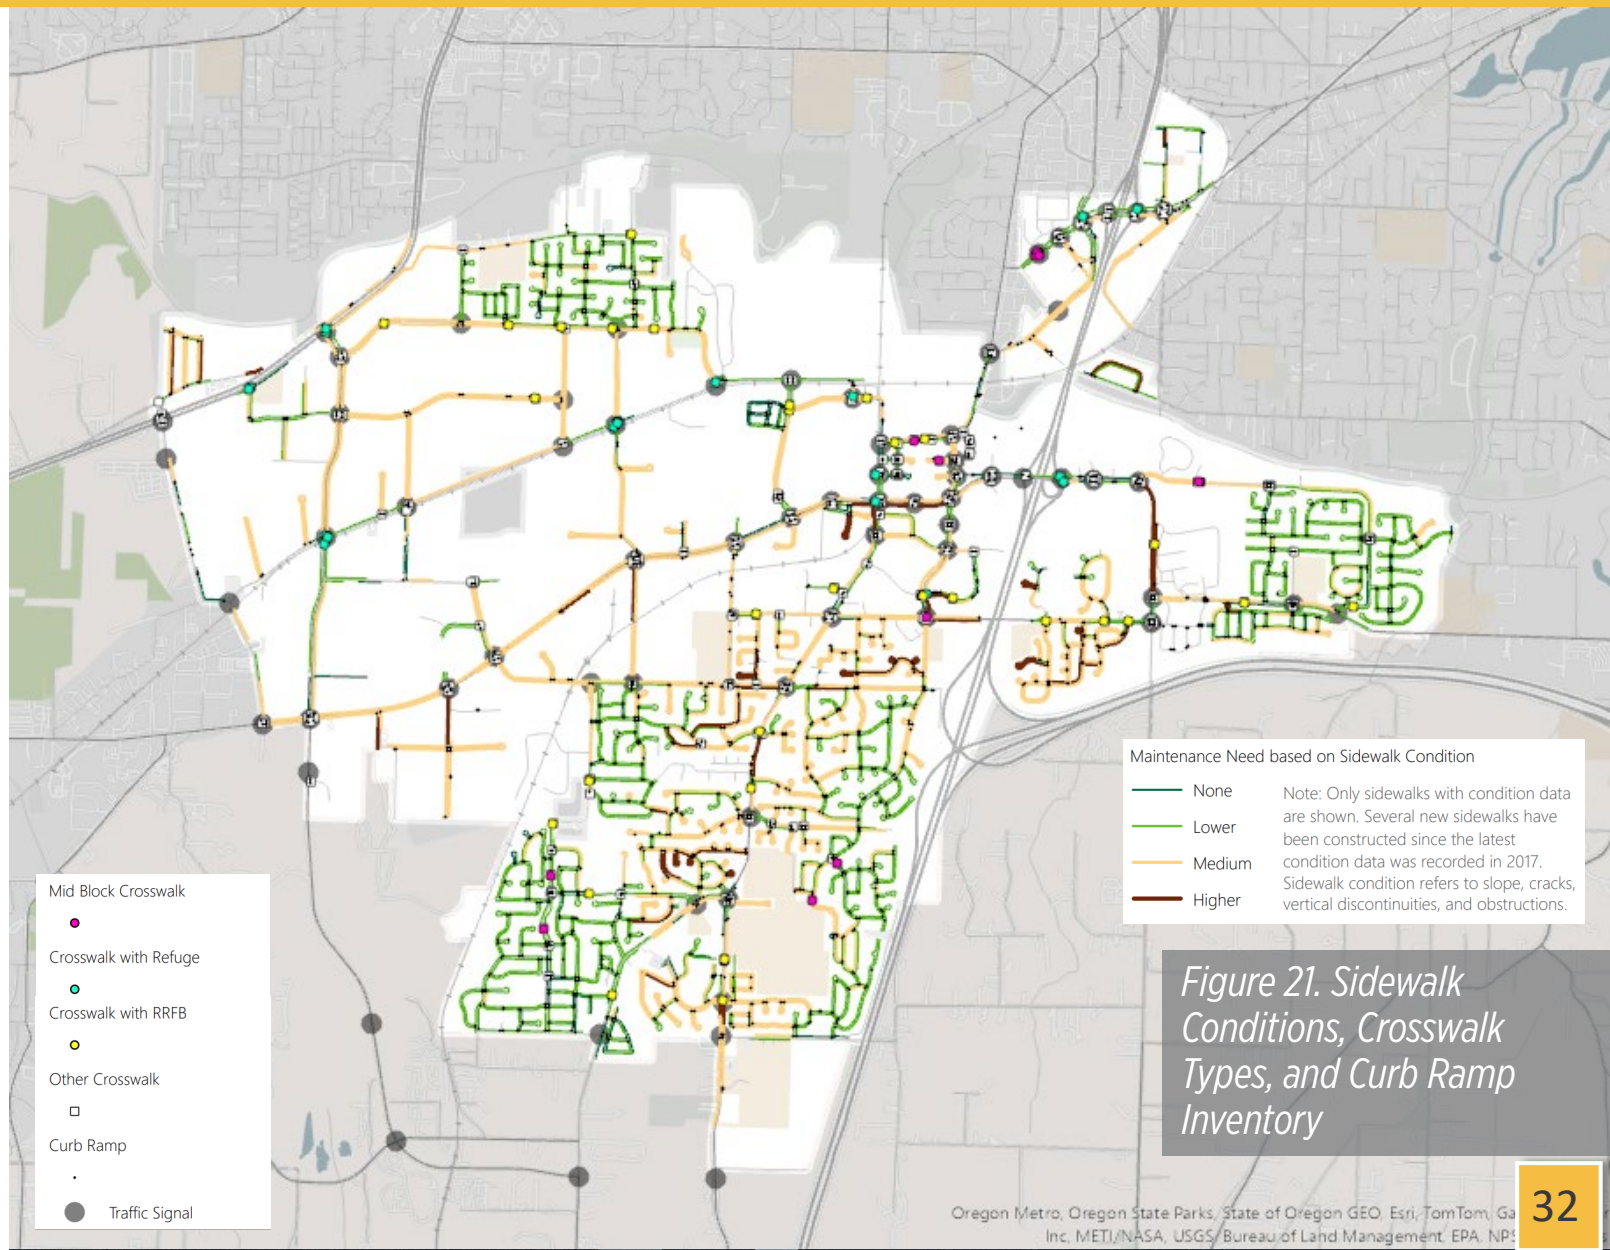 Maintenance Need based on Sidewalk Condition
None
Lower
Medium
Higher
Note: Only sidewalks with condition data
are shown. Several new sidewalks have
been constructed since the latest
condition data was recorded in 2017.
Sidewalk condition refers to slope, cracks,
vertical discontinuities, and obstructions.
Mid Block Crosswalk
Crosswalk with Refuge
Crosswalk with RRFB
Other Crosswalk
Curb Ramp
Traffic Signal
Figure 21. Sidewalk
Conditions, Crosswalk
Types, and Curb Ramp
Inventory
Oregon Metro, Oregon State Parks, State of Oregon GEO, Esri, TomTom,
Inc, METI/NASA, USGS, Bureau of Land Management, EPA,
32